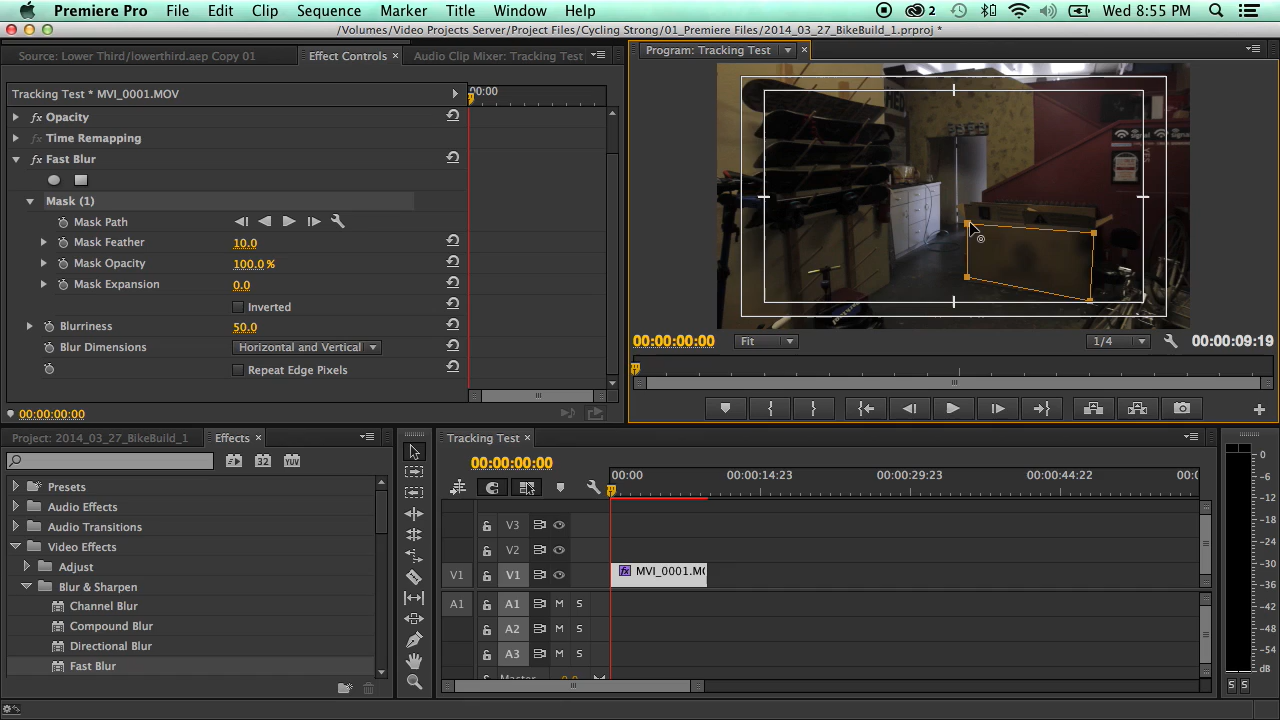 Premiere Pro File Edit Clip Sequence Marker Title Window Help 2 Wed 8:55 PM
/Volumes/Video Projects Server/Project Files/Cycling Strong/01_Premiere Files/2014_03_27_BikeBuild_1.prproj *
Source: Lower Third/lowerthird.aep Copy 01 Effect Controls × Audio Clip Mixer: Tracking Test
Program: Tracking Test ×
Tracking Test * MVI_0001.MOV
00:00
fx Opacity
fx Time Remapping
fx Fast Blur
Mask (1)
Mask Path
Mask Feather 10.0
Mask Opacity 100.0 %
Mask Expansion 0.0
Inverted
Blurriness 50.0
Blur Dimensions Horizontal and Vertical
Repeat Edge Pixels
00:00:00:00
signal signal
00:00:00:00 Fit 1/4 00:00:09:19
Project: 2014_03_27_BikeBuild_1 Effects ×
32 YUV
Presets
Audio Effects
Audio Transitions
Video Effects
Adjust
Blur & Sharpen
Channel Blur
Compound Blur
Directional Blur
Fast Blur
Tracking Test ×
00:00:00:00
00:00 00:00:14:23 00:00:29:23 00:00:44:22 00:0
V3
V2
V1 V1 fx MVI_0001.MO
A1 A1 M S
A2 M S
A3 M S
Master 0.0
0
-6
-12
-18
-24
-30
-36
-42
-48
-54
dB
S S